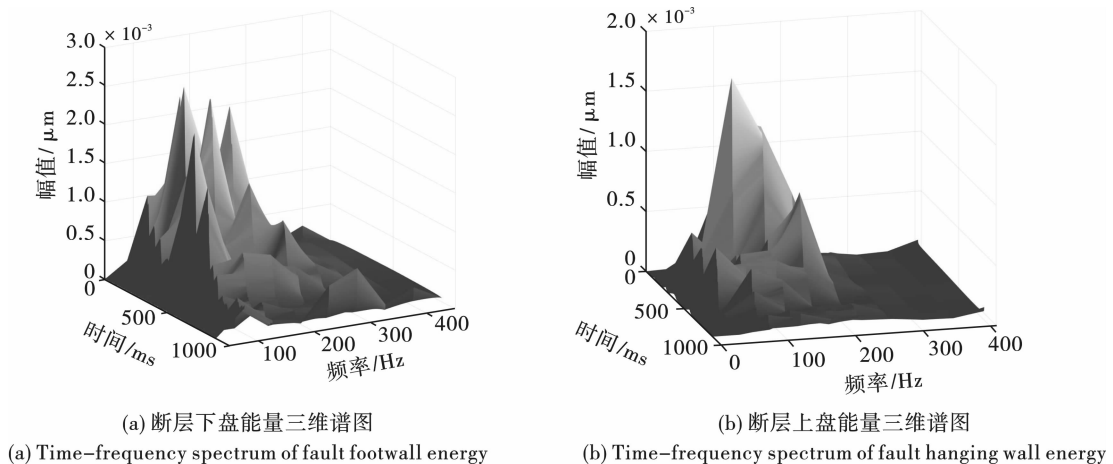 3.0 × 10⁻³
2.5
2.0
1.5
1.0
0.5
0
0
500
1000
100
200
300
400
幅值/ μm
时间/ms
频率/Hz
(a) 断层下盘能量三维谱图
(a) Time-frequency spectrum of fault footwall energy
2.0 × 10⁻³
1.5
1.0
0.5
0
0
500
1000
0
100
200
300
400
幅值/ μm
时间/ms
频率/Hz
(b) 断层上盘能量三维谱图
(b) Time-frequency spectrum of fault hanging wall energy